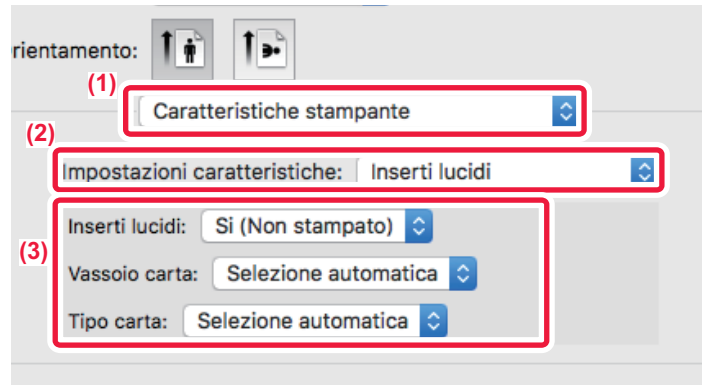 rientamento:
(1)
Caratteristiche stampante
(2)
Impostazioni caratteristiche: Inserti lucidi
(3)
Inserti lucidi: Si (Non stampato)
Vassoio carta: Selezione automatica
Tipo carta: Selezione automatica